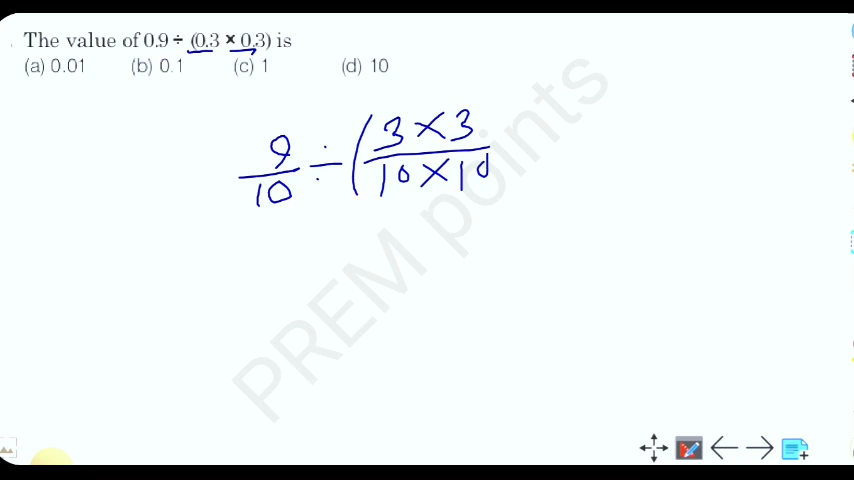 The value of 0.9 ÷ (0.3 × 0.3) is
(a) 0.01 (b) 0.1 (c) 1 (d) 10
9/10 ÷ ( 3 × 3 / 10 × 10
PREM points